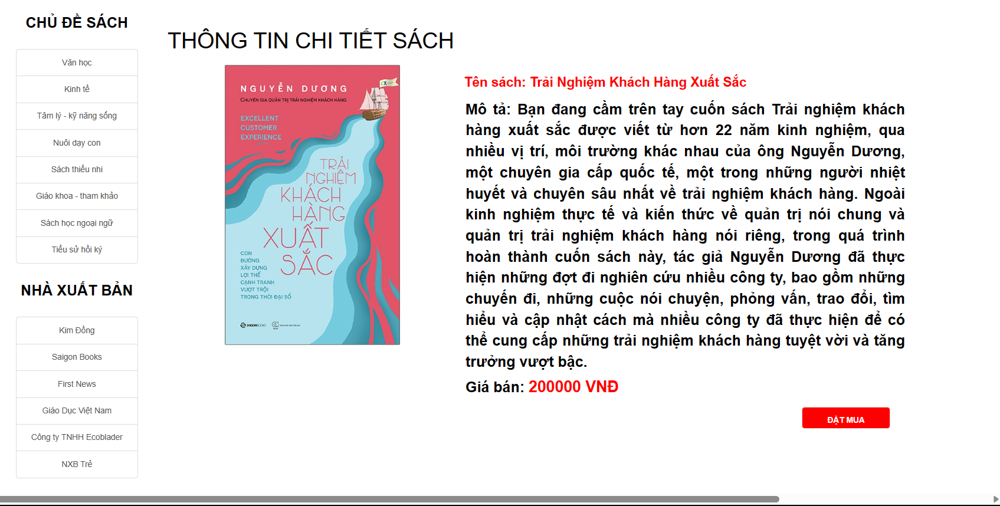 CHỦ ĐỀ SÁCH
Văn học
Kinh tế
Tâm lý - kỹ năng sống
Nuôi dạy con
Sách thiếu nhi
Giáo khoa - tham khảo
Sách học ngoại ngữ
Tiểu sử hồi ký
NHÀ XUẤT BẢN
Kim Đồng
Saigon Books
First News
Giáo Dục Việt Nam
Công ty TNHH Ecoblader
NXB Trẻ
THÔNG TIN CHI TIẾT SÁCH
NGUYỄN DƯƠNG
CHUYÊN GIA QUẢN TRỊ TRẢI NGHIỆM KHÁCH HÀNG
CX
EXCELLENT
CUSTOMER
EXPERIENCE
TRẢI
NGHIỆM
KHÁCH
HÀNG
XUẤT
SẮC
CON
ĐƯỜNG
XÂY DỰNG
LỢI THẾ
CẠNH TRANH
VƯỢT TRỘI
TRONG THỜI ĐẠI SỐ
SAIGONBOOKS
Tên sách: Trải Nghiệm Khách Hàng Xuất Sắc
Mô tả: Bạn đang cầm trên tay cuốn sách Trải nghiệm khách
hàng xuất sắc được viết từ hơn 22 năm kinh nghiệm, qua
nhiều vị trí, môi trường khác nhau của ông Nguyễn Dương,
một chuyên gia cấp quốc tế, một trong những người nhiệt
huyết và chuyên sâu nhất về trải nghiệm khách hàng. Ngoài
kinh nghiệm thực tế và kiến thức về quản trị nói chung và
quản trị trải nghiệm khách hàng nói riêng, trong quá trình
hoàn thành cuốn sách này, tác giả Nguyễn Dương đã thực
hiện những đợt đi nghiên cứu nhiều công ty, bao gồm những
chuyến đi, những cuộc nói chuyện, phỏng vấn, trao đổi, tìm
hiểu và cập nhật cách mà nhiều công ty đã thực hiện để có
thể cung cấp những trải nghiệm khách hàng tuyệt vời và tăng
trưởng vượt bậc.
Giá bán: 200000 VNĐ
ĐẶT MUA